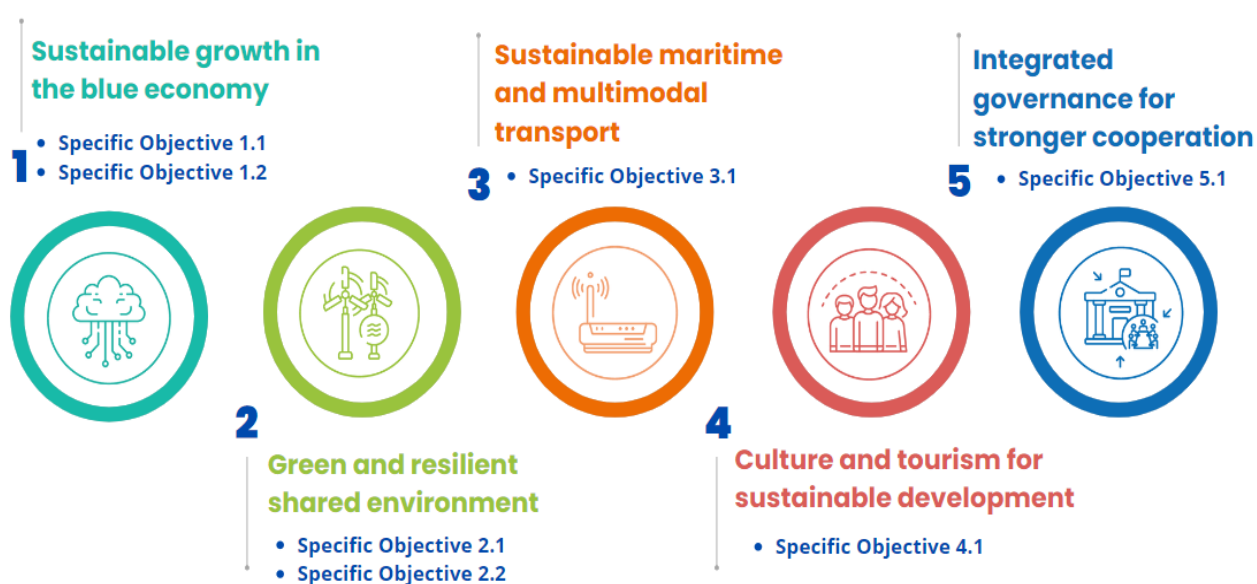 Sustainable growth in
the blue economy
• Specific Objective 1.1
• Specific Objective 1.2
1
2
Green and resilient
shared environment
• Specific Objective 2.1
• Specific Objective 2.2
Sustainable maritime
and multimodal
transport
3
• Specific Objective 3.1
4
Culture and tourism for
sustainable development
• Specific Objective 4.1
Integrated
governance for
stronger cooperation
5
• Specific Objective 5.1